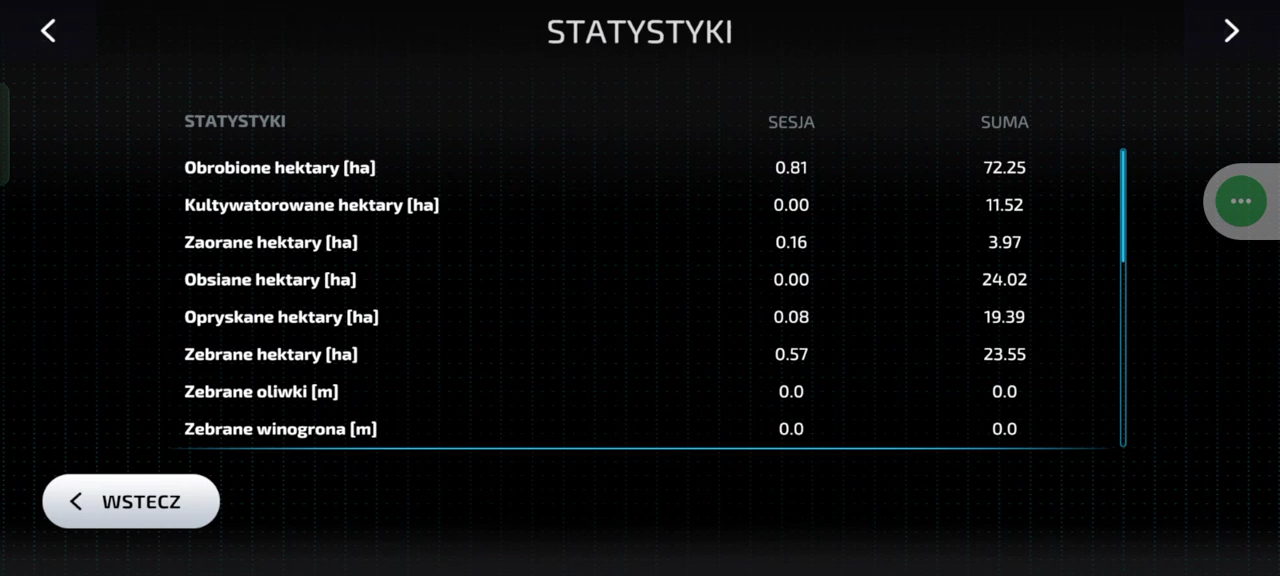 STATYSTYKI
STATYSTYKI SESJA SUMA
Obrobione hektary [ha] 0.81 72.25
Kultywatorowane hektary [ha] 0.00 11.52
Zaorane hektary [ha] 0.16 3.97
Obsiane hektary [ha] 0.00 24.02
Opryskane hektary [ha] 0.08 19.39
Zebrane hektary [ha] 0.57 23.55
Zebrane oliwki [m] 0.0 0.0
Zebrane winogrona [m] 0.0 0.0
WSTECZ